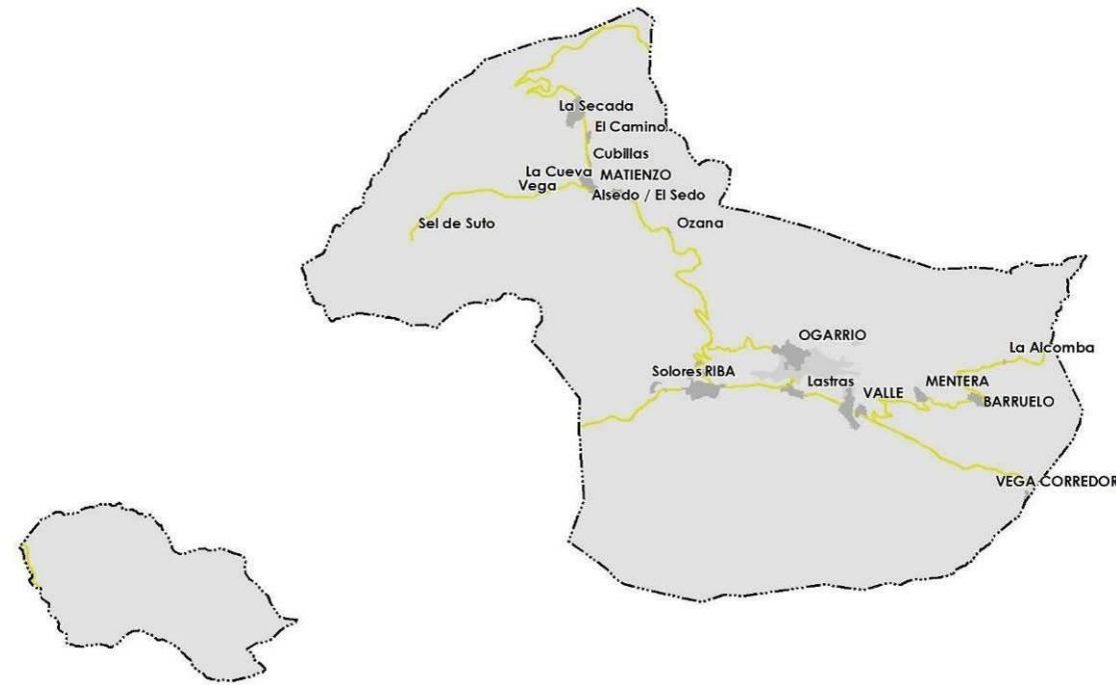 La Secada
El Camino
Cubillas
La Cueva
MATIENZO
Vega
Alsedo / El Sedo
Sel de Suto
Ozana
OGARRIO
La Alcomba
Solores
RIBA
Lastras
VALLE
MENTERA
BARRUELO
VEGA CORREDOR